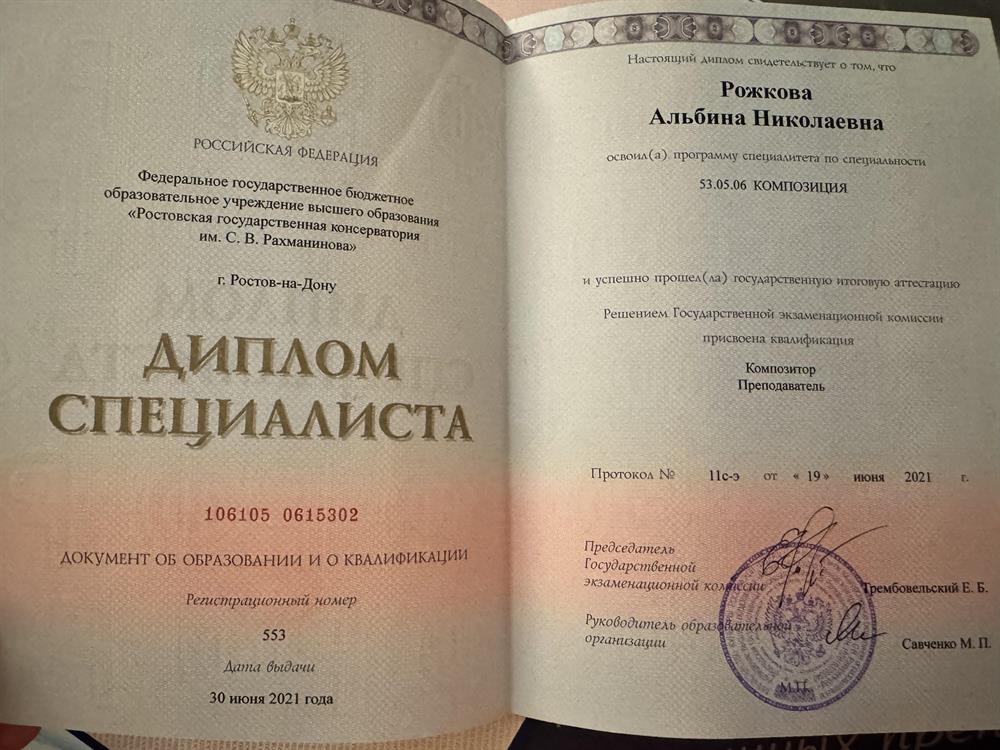 РОССИЙСКАЯ ФЕДЕРАЦИЯ
Федеральное государственное бюджетное
образовательное учреждение высшего образования
«Ростовская государственная консерватория
им. С. В. Рахманинова»
г. Ростов-на-Дону
ДИПЛОМ
СПЕЦИАЛИСТА
106105 0615302
ДОКУМЕНТ ОБ ОБРАЗОВАНИИ И О КВАЛИФИКАЦИИ
Регистрационный номер
553
Дата выдачи
30 июня 2021 года
Настоящий диплом свидетельствует о том, что
Рожкова
Альбина Николаевна
освоил(а) программу специалитета по специальности
53.05.06 КОМПОЗИЦИЯ
и успешно прошел(ла) государственную итоговую аттестацию
Решением Государственной экзаменационной комиссии
присвоена квалификация
Композитор
Преподаватель
Протокол № 11с-э от « 19 » июня 2021 г.
Председатель
Государственной
экзаменационной комиссии
Трембовельский Е. Б.
Руководитель образовательной
организации
Савченко М. П.
М.П.